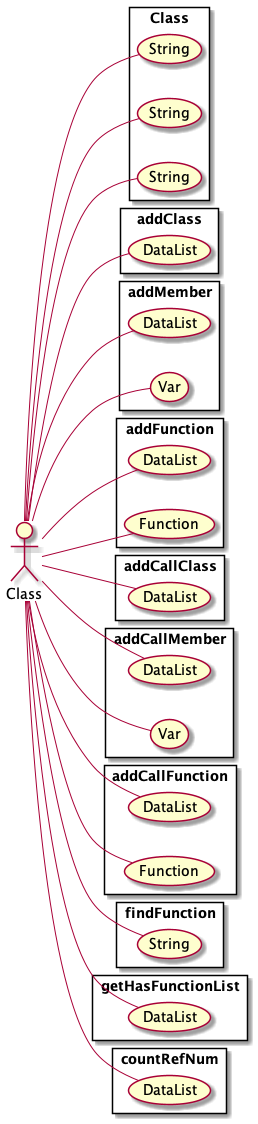 Class
String
String
String
addClass
DataList
addMember
DataList
Var
addFunction
DataList
Function
Class
addCallClass
DataList
addCallMember
DataList
Var
addCallFunction
DataList
Function
findFunction
String
getHasFunctionList
DataList
countRefNum
DataList